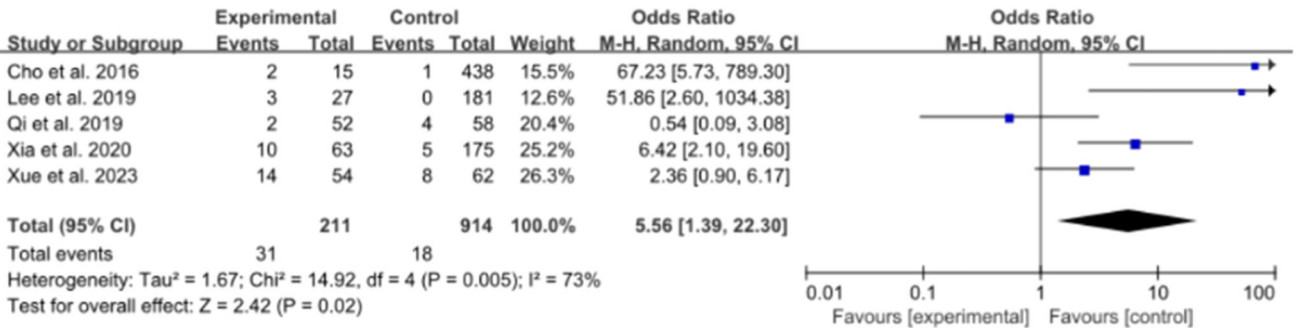 Experimental Control Odds Ratio Odds Ratio
Study or Subgroup Events Total Events Total Weight M-H, Random, 95% CI M-H, Random, 95% CI
Cho et al. 2016 2 15 1 438 15.5% 67.23 [5.73, 789.30]
Lee et al. 2019 3 27 0 181 12.6% 51.86 [2.60, 1034.38]
Qi et al. 2019 2 52 4 58 20.4% 0.54 [0.09, 3.08]
Xia et al. 2020 10 63 5 175 25.2% 6.42 [2.10, 19.60]
Xue et al. 2023 14 54 8 62 26.3% 2.36 [0.90, 6.17]
Total (95% CI) 211 914 100.0% 5.56 [1.39, 22.30]
Total events 31 18
Heterogeneity: Tau² = 1.67; Chi² = 14.92, df = 4 (P = 0.005); I² = 73%
Test for overall effect: Z = 2.42 (P = 0.02)
0.01 0.1 1 10 100
Favours [experimental] Favours [control]